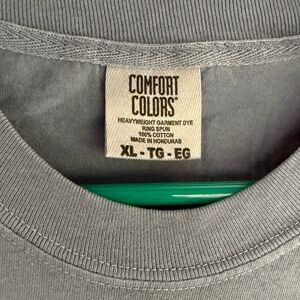 COMFORT
COLORS®
HEAVYWEIGHT GARMENT DYE
RING SPUN
100% COTTON
MADE IN HONDURAS
XL - TG - EG